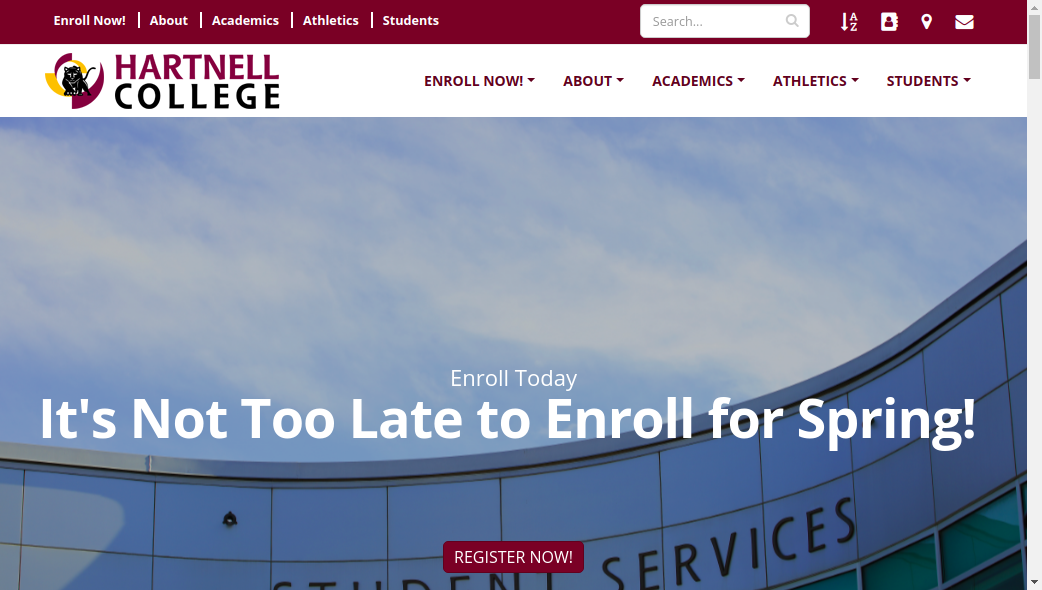 Enroll Now! About Academics Athletics Students Search...
HARTNELL
COLLEGE
ENROLL NOW! ABOUT ACADEMICS ATHLETICS STUDENTS
Enroll Today
It's Not Too Late to Enroll for Spring!
REGISTER NOW!
STUDENT SERVICES